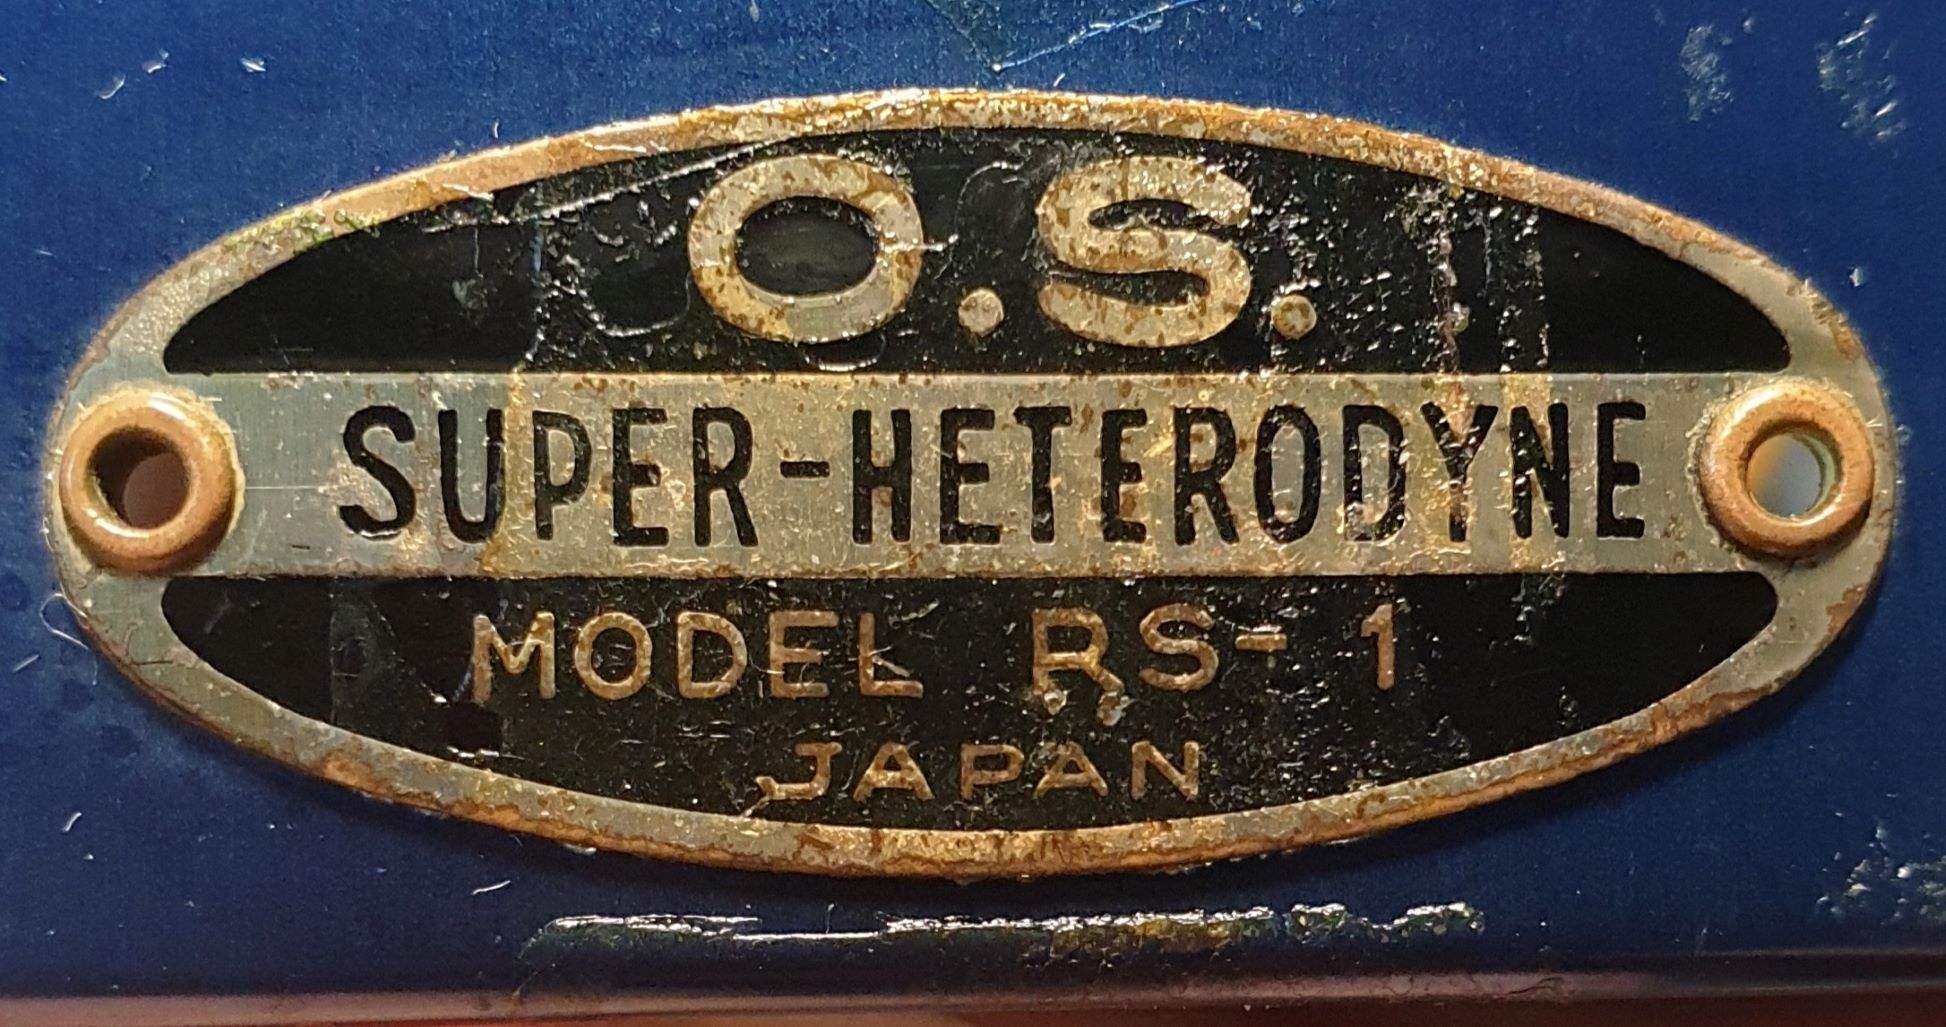 O.S.
SUPER-HETERODYNE
MODEL RS-1
JAPAN